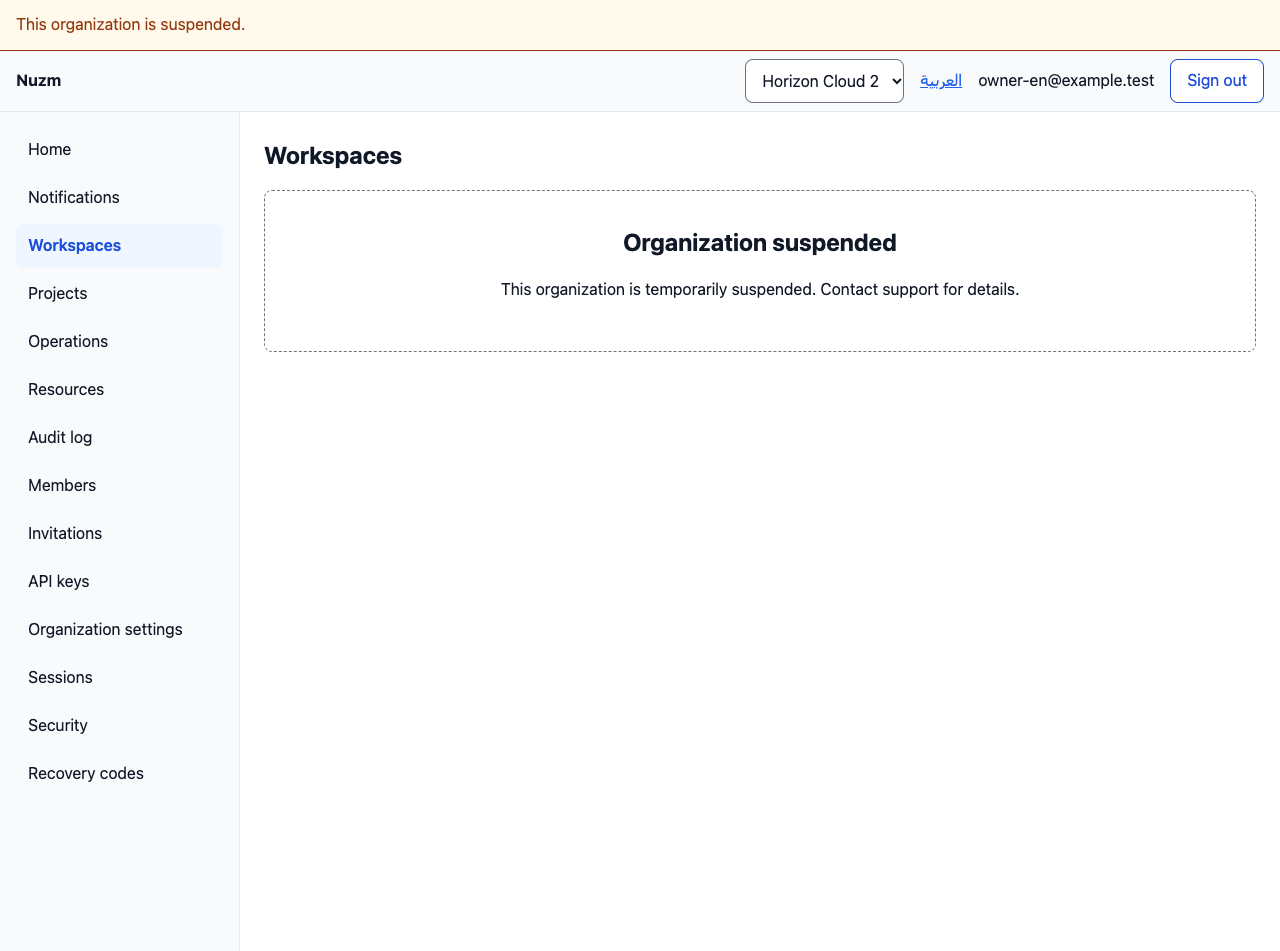 This organization is suspended.
Nuzm
Horizon Cloud 2
العربية
owner-en@example.test
Sign out
Home
Notifications
Workspaces
Projects
Operations
Resources
Audit log
Members
Invitations
API keys
Organization settings
Sessions
Security
Recovery codes
Workspaces
Organization suspended
This organization is temporarily suspended. Contact support for details.